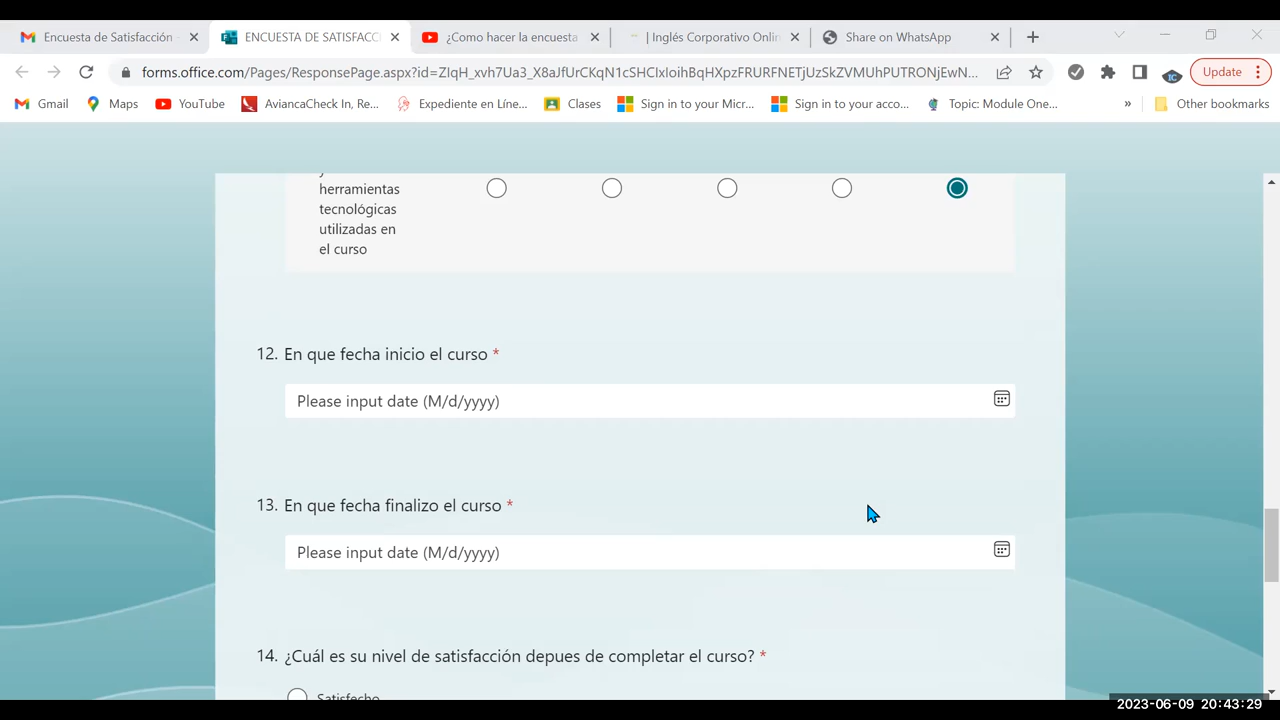 Encuesta de Satisfacción
ENCUESTA DE SATISFACC
¿Como hacer la encuesta
| Inglés Corporativo Onlin
Share on WhatsApp
forms.office.com/Pages/ResponsePage.aspx?id=ZIqH_xvh7Ua3_X8aJfUrCKqN1cSHCIxIoihBqHXpzFRURFNETjUzSkZVMUhPUTRONjEwN...
Update
Gmail
Maps
YouTube
AviancaCheck In, Re...
Expediente en Líne...
Clases
Sign in to your Micr...
Sign in to your acco...
Topic: Module One...
»
Other bookmarks
herramientas
tecnológicas
utilizadas en
el curso
12. En que fecha inicio el curso *
Please input date (M/d/yyyy)
13. En que fecha finalizo el curso *
Please input date (M/d/yyyy)
14. ¿Cuál es su nivel de satisfacción depues de completar el curso? *
Satisfecho
2023-06-09 20:43:29